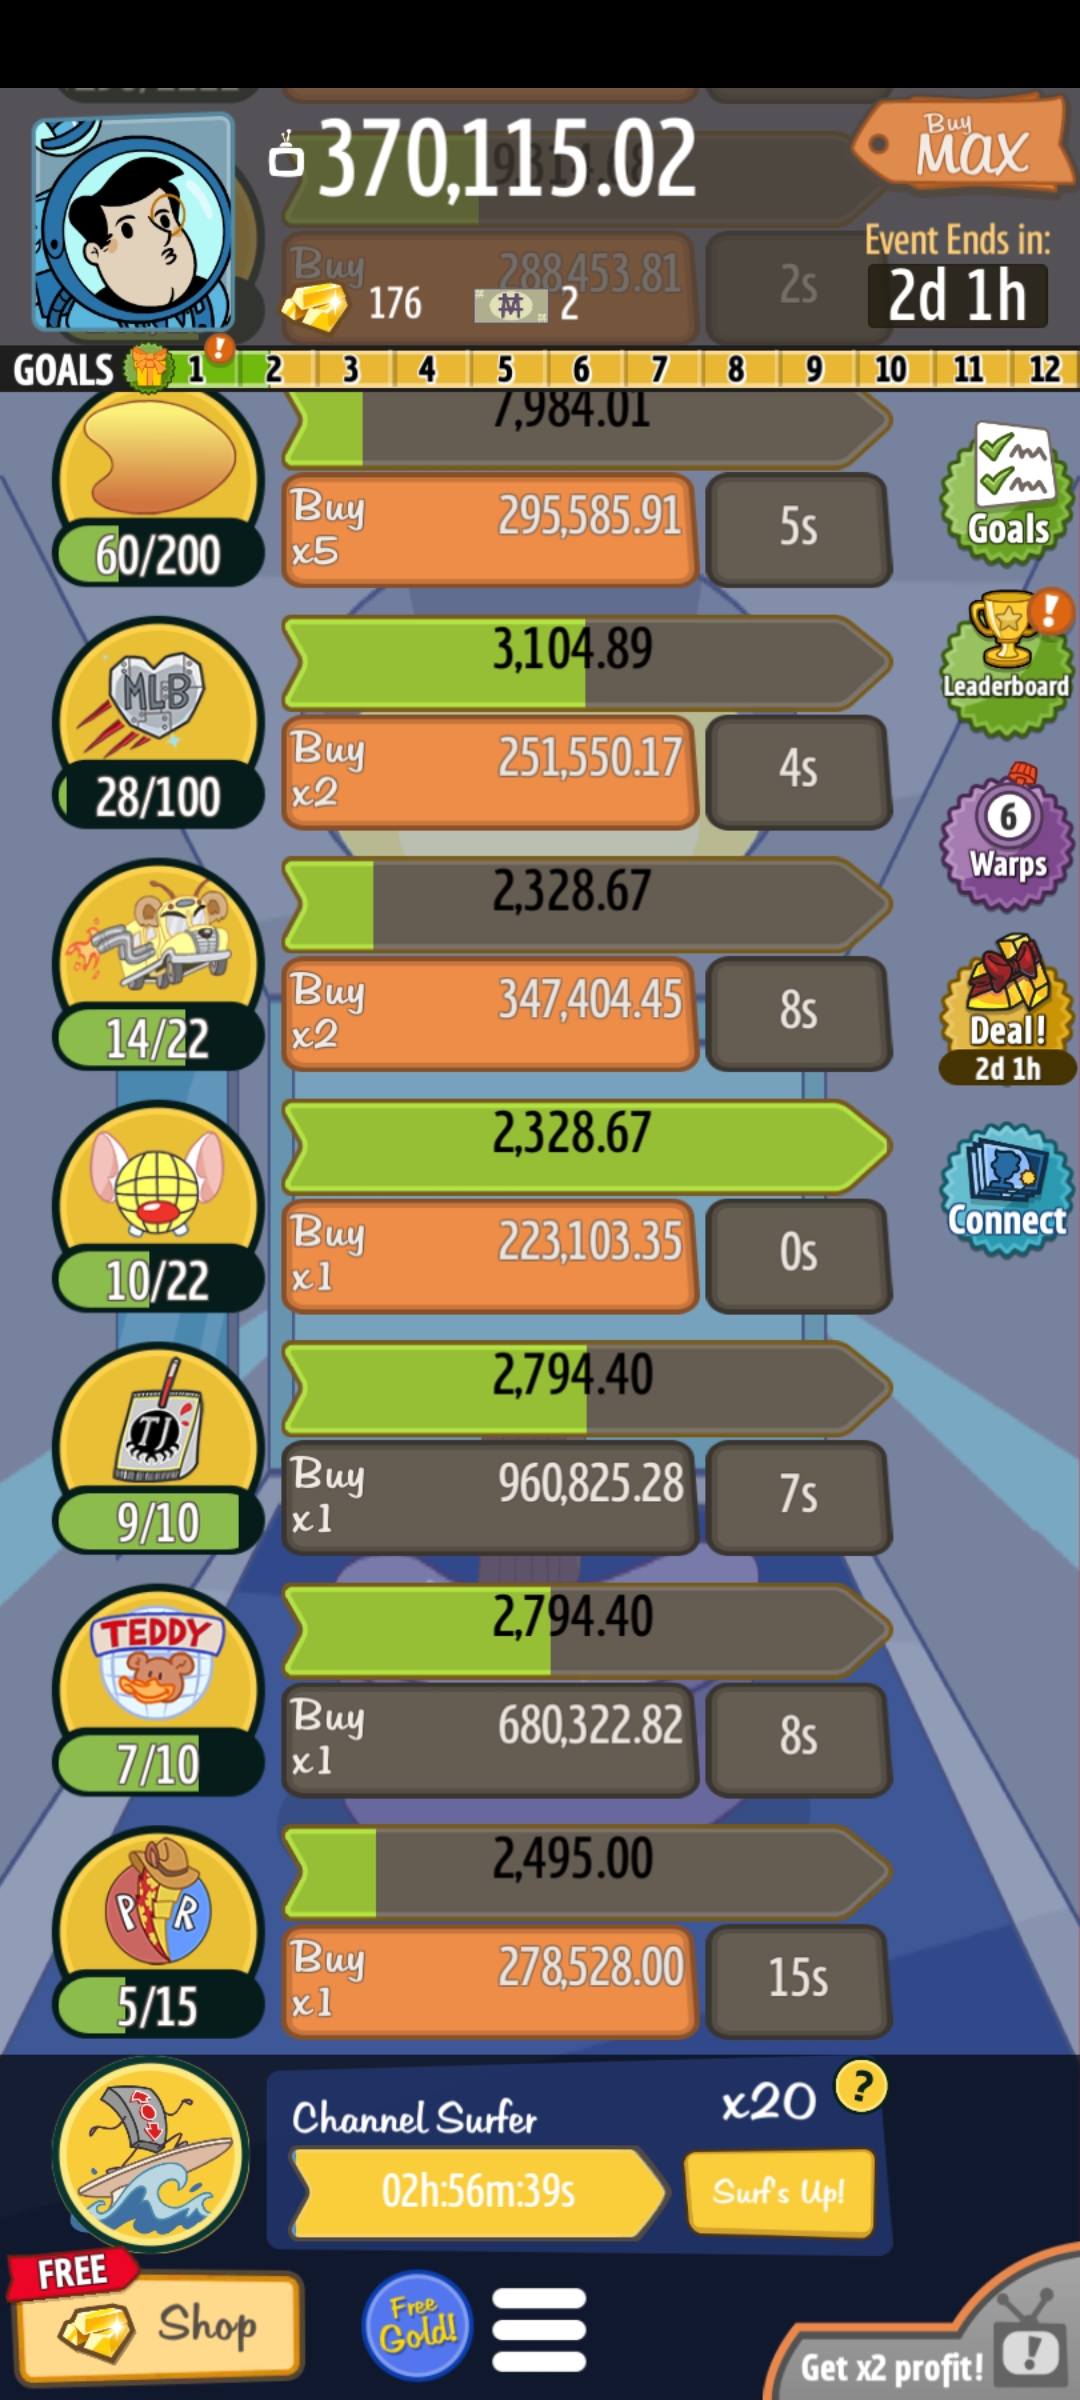 370,115.02
Buy
MAX
Event Ends in:
2d 1h
Buy
288,453.81
2s
176
2
GOALS 1 ! 2 3 4 5 6 7 8 9 10 11 12
7,984.01
60/200
Buy
x5
295,585.91
5s
Goals
MLB
3,104.89
28/100
Buy
x2
251,550.17
4s
!
Leaderboard
6
Warps
2,328.67
14/22
Buy
x2
347,404.45
8s
Deal!
2d 1h
2,328.67
10/22
Buy
x1
223,103.35
0s
Connect
TJ
2,794.40
9/10
Buy
x1
960,825.28
7s
TEDDY
2,794.40
7/10
Buy
x1
680,322.82
8s
P R
2,495.00
5/15
Buy
x1
278,528.00
15s
Channel Surfer
x20
?
02h:56m:39s
Surf's Up!
FREE
Shop
Free
Gold!
Get x2 profit!
!